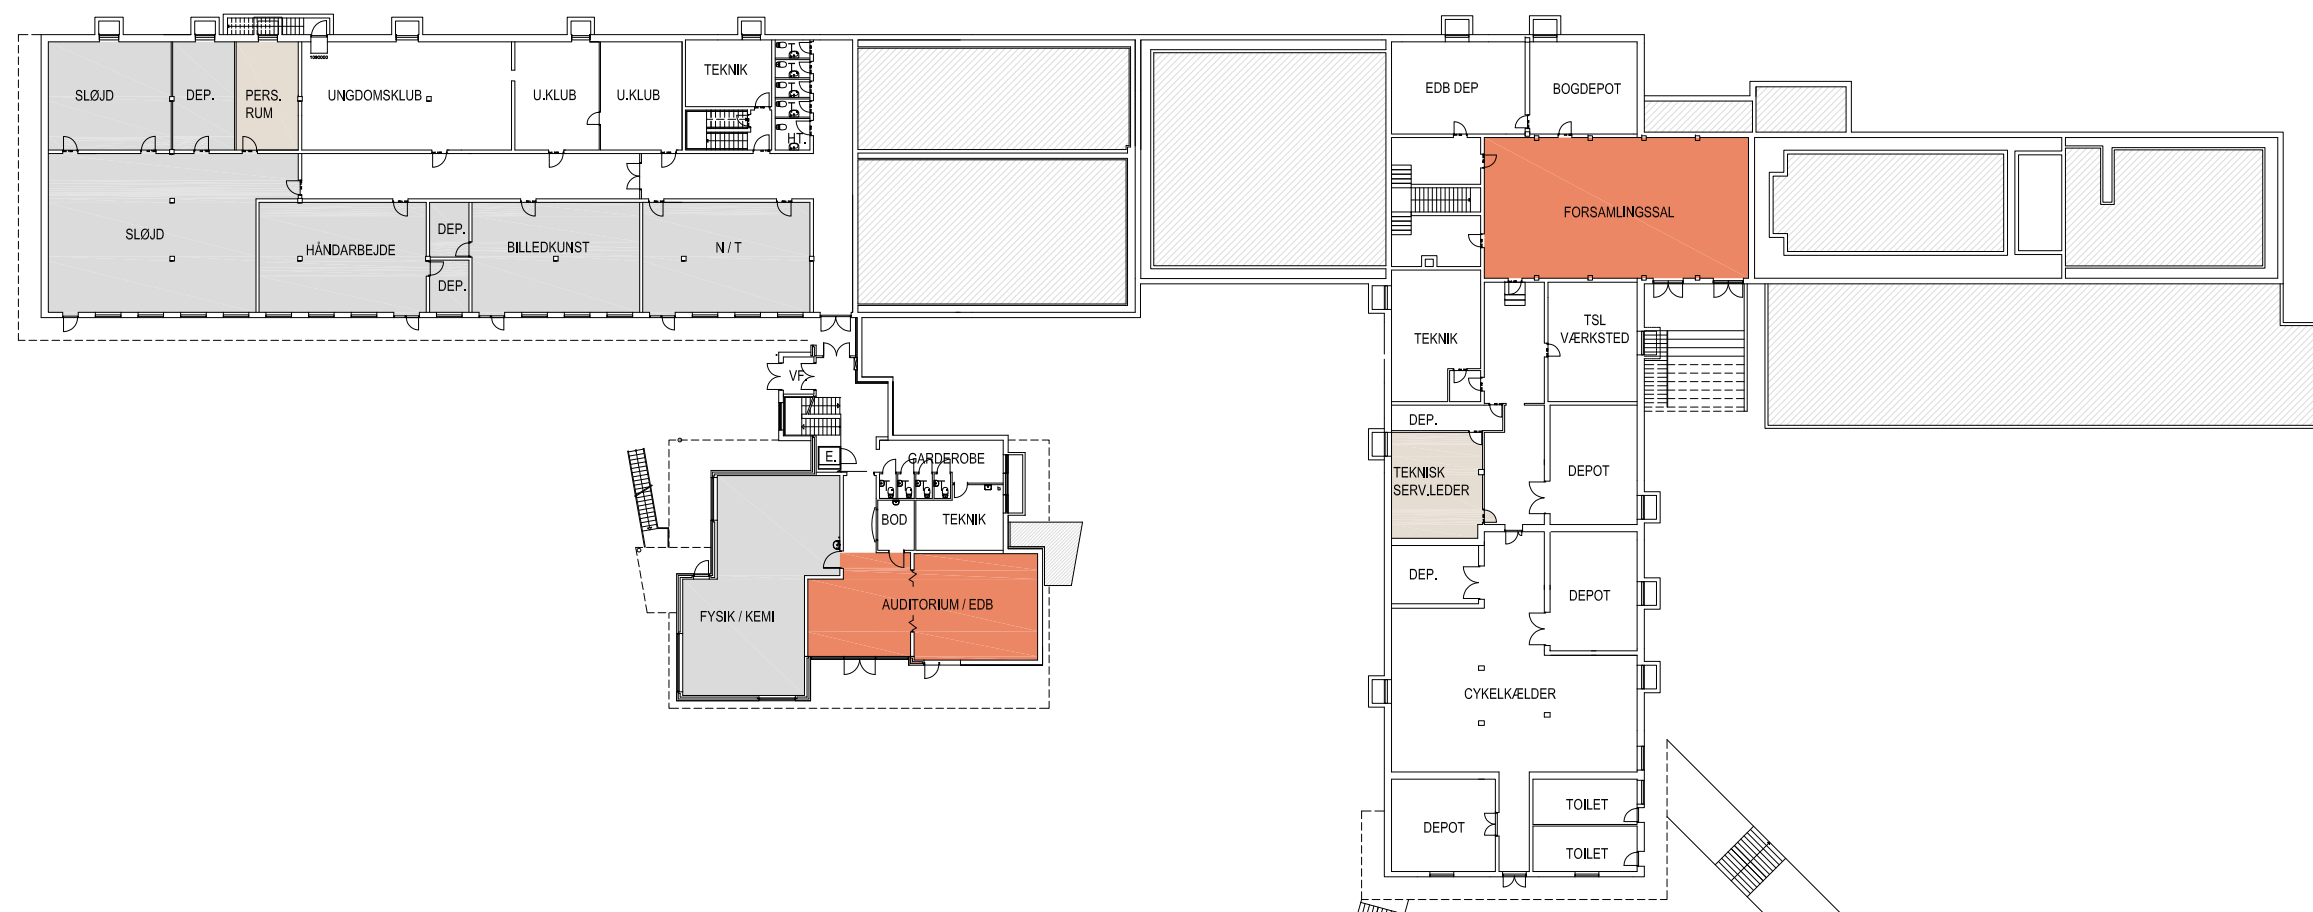 SLØJD
DEP.
PERS.
RUM
UNGDOMSKLUB
U.KLUB
U.KLUB
TEKNIK
HT.
EDB DEP
BOGDEPOT
SLØJD
HÅNDARBEJDE
DEP.
DEP.
BILLEDKUNST
N / T
FORSAMLINGSSAL
TEKNIK
TSL
VÆRKSTED
VF.
DEP.
E.
GARDEROBE
TEKNISK
SERV.LEDER
DEPOT
BOD
TEKNIK
FYSIK / KEMI
AUDITORIUM / EDB
DEP.
DEPOT
CYKELKÆLDER
DEPOT
TOILET
TOILET